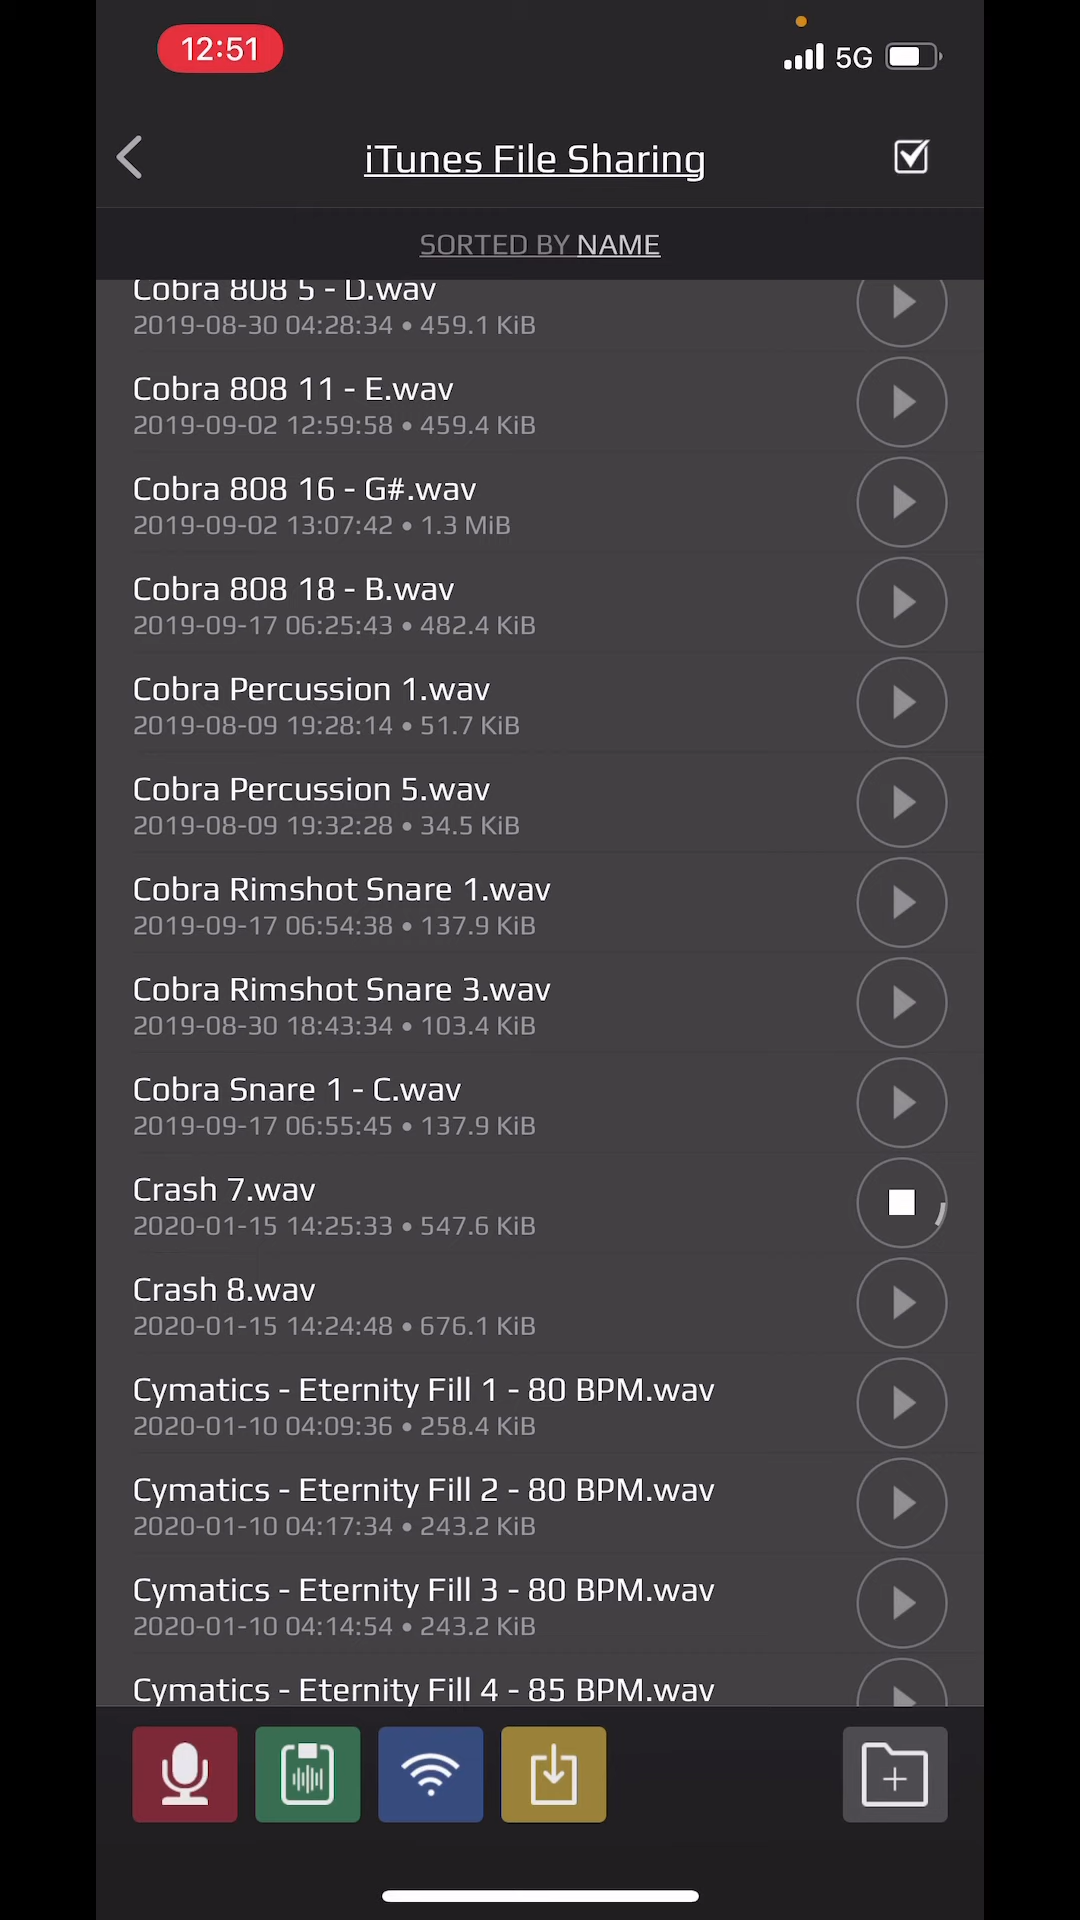 12:51
5G
iTunes File Sharing
SORTED BY NAME
Cobra 808 5 - D.wav
2019-08-30 04:28:34 • 459.1 KiB
Cobra 808 11 - E.wav
2019-09-02 12:59:58 • 459.4 KiB
Cobra 808 16 - G#.wav
2019-09-02 13:07:42 • 1.3 MiB
Cobra 808 18 - B.wav
2019-09-17 06:25:43 • 482.4 KiB
Cobra Percussion 1.wav
2019-08-09 19:28:14 • 51.7 KiB
Cobra Percussion 5.wav
2019-08-09 19:32:28 • 34.5 KiB
Cobra Rimshot Snare 1.wav
2019-09-17 06:54:38 • 137.9 KiB
Cobra Rimshot Snare 3.wav
2019-08-30 18:43:34 • 103.4 KiB
Cobra Snare 1 - C.wav
2019-09-17 06:55:45 • 137.9 KiB
Crash 7.wav
2020-01-15 14:25:33 • 547.6 KiB
Crash 8.wav
2020-01-15 14:24:48 • 676.1 KiB
Cymatics - Eternity Fill 1 - 80 BPM.wav
2020-01-10 04:09:36 • 258.4 KiB
Cymatics - Eternity Fill 2 - 80 BPM.wav
2020-01-10 04:17:34 • 243.2 KiB
Cymatics - Eternity Fill 3 - 80 BPM.wav
2020-01-10 04:14:54 • 243.2 KiB
Cymatics - Eternity Fill 4 - 85 BPM.wav